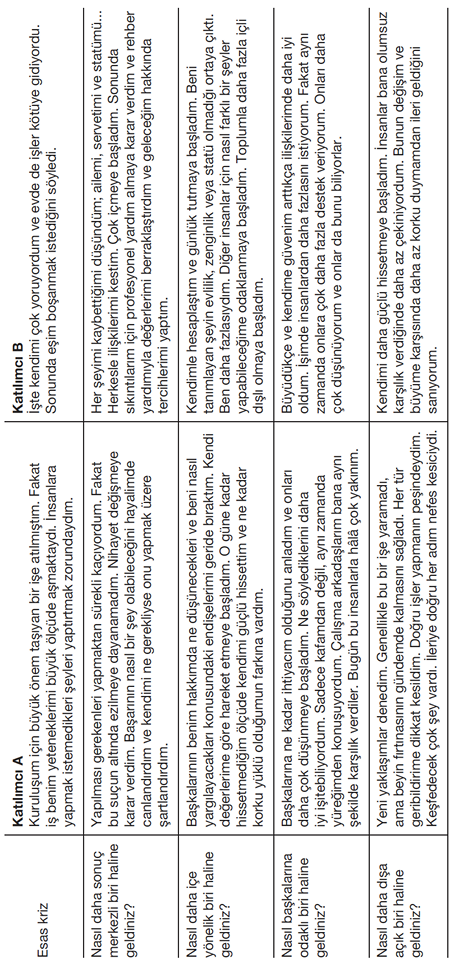 Katılımcı A
Katılımcı B
Esas kriz
Kuruluşum için büyük önem taşıyan bir işe atılmıştım. Fakat
iş benim yeteneklerimi büyük ölçüde aşmaktaydı. İnsanlara
yapmak istemedikleri şeyleri yaptırtmak zorundaydım.
İşte kendimi çok yoruyordum ve evde de işler kötüye gidiyordu.
Sonunda eşim boşanmak istediğini söyledi.
Nasıl daha sonuç
merkezli biri haline
geldiniz?
Yapılması gerekenleri yapmaktan sürekli kaçıyordum. Fakat
bu suçun altında ezilmeye dayanamadım. Nihayet değişmeye
karar verdim. Başarının nasıl bir şey olabileceğini hayalimde
canlandırdım ve kendimi ne gerekliyse onu yapmak üzere
şartlandırdım.
Her şeyimi kaybettiğimi düşündüm; ailemi, servetimi ve statümü...
Herkesle ilişkilerimi kestim. Çok içmeye başladım. Sonunda
sıkıntılarım için profesyonel yardım almaya karar verdim ve rehber
yardımıyla değerlerimi berraklaştırdım ve geleceğim hakkında
tercihlerimi yaptım.
Nasıl daha içe
yönelik biri haline
geldiniz?
Başkalarının benim hakkımda ne düşünecekleri ve beni nasıl
yargılayacakları konusundaki endişelerimi geride bıraktım. Kendi
değerlerime göre hareket etmeye başladım. O güne kadar
hissetmediğim ölçüde kendimi güçlü hissettim ve ne kadar
korku yüklü olduğumun farkına vardım.
Kendimle hesaplaştım ve günlük tutmaya başladım. Beni
tanımlayan şeyin evlilik, zenginlik veya statü olmadığı ortaya çıktı.
Ben daha fazlasıydım. Diğer insanlar için nasıl farklı bir şeyler
yapabileceğime odaklanmaya başladım. Toplumla daha fazla içli
dışlı olmaya başladım.
Nasıl başkalarına
odaklı biri haline
geldiniz?
Başkalarına ne kadar ihtiyacım olduğunu anladım ve onları
daha çok düşünmeye başladım. Ne söylediklerini daha
iyi işitebiliyordum. Sadece kafamdan değil, aynı zamanda
yüreğimden konuşuyordum. Çalışma arkadaşlarım bana aynı
şekilde karşılık verdiler. Bugün bu insanlarla hâlâ çok yakınım.
Büyüdükçe ve kendime güvenim arttıkça ilişkilerimde daha iyi
oldum. İşimde insanlardan daha fazlasını istiyorum. Fakat aynı
zamanda onlara çok daha fazla destek veriyorum. Onları daha
çok düşünüyorum ve onlar da bunu biliyorlar.
Nasıl daha dışa
açık biri haline
geldiniz?
Yeni yaklaşımlar denedim. Genellikle bu bir işe yaramadı,
ama beyin fırtınasının gündemde kalmasını sağladı. Her tür
geribildirime dikkat kesildim. Doğru işler yapmanın peşindeydim.
Keşfedecek çok şey vardı. İleriye doğru her adım nefes kesiciydi.
Kendimi daha güçlü hissetmeye başladım. İnsanlar bana olumsuz
karşılık verdiğinde daha az çekiniyordum. Bunun değişim ve
büyüme karşısında daha az korku duymamdan ileri geldiğini
sanıyorum.